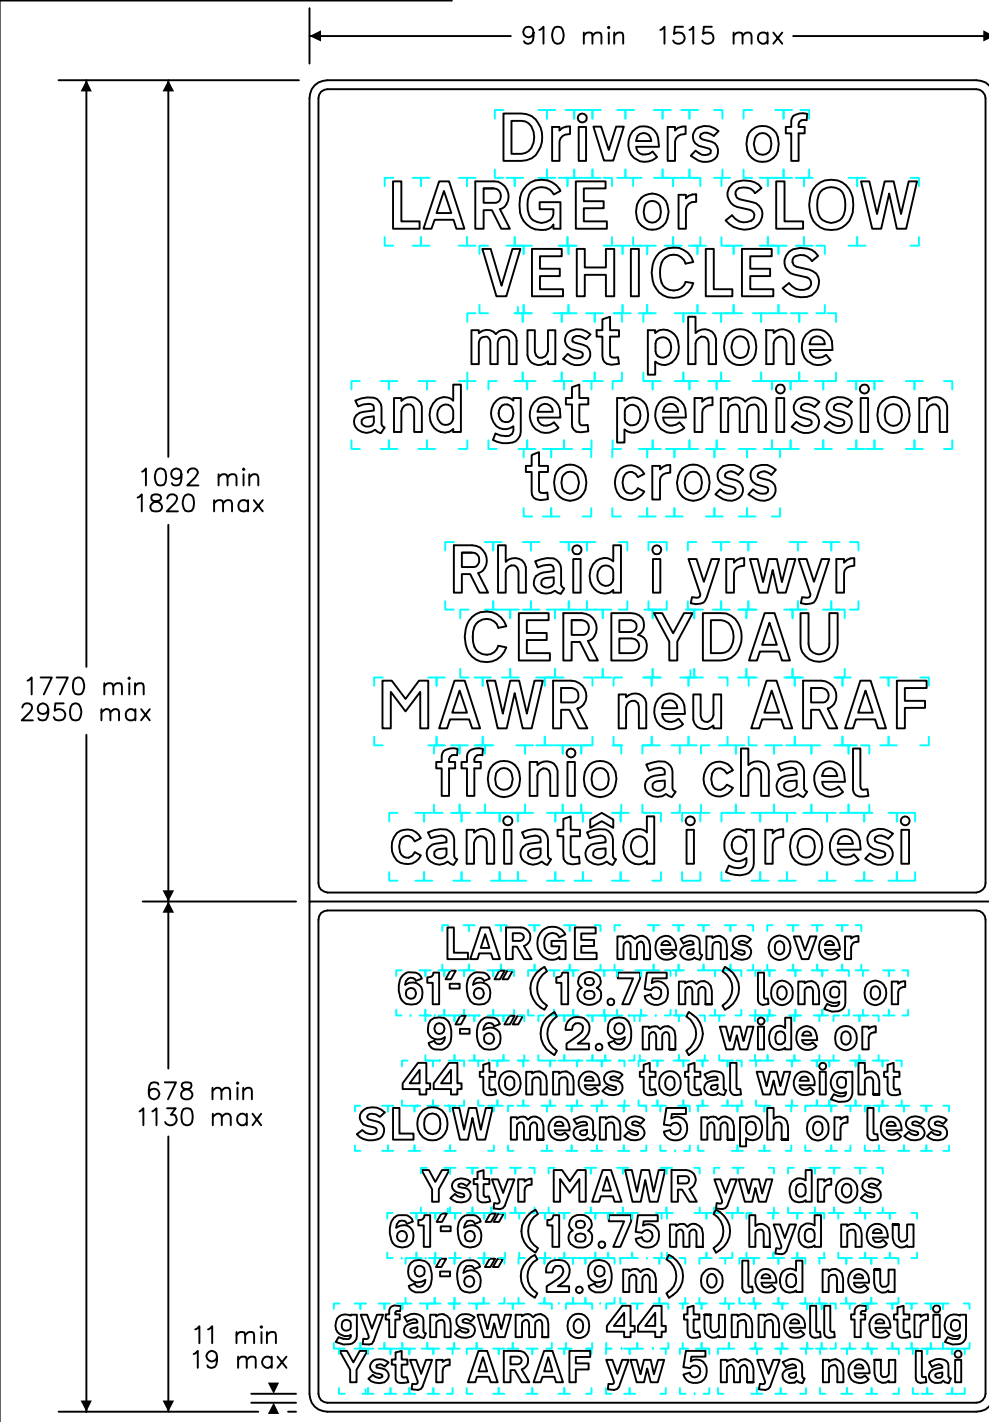 910 min 1515 max
Drivers of
LARGE or SLOW
VEHICLES
must phone
and get permission
to cross
Rhaid i yrwyr
CERBYDAU
MAWR neu ARAF
ffonio a chael
caniatâd i groesi
1092 min
1820 max
1770 min
2950 max
LARGE means over
61'-6" (18.75 m) long or
9'-6" (2.9 m) wide or
44 tonnes total weight
SLOW means 5 mph or less
Ystyr MAWR yw dros
61'-6" (18.75 m) hyd neu
9'-6" (2.9 m) o led neu
gyfanswm o 44 tunnell fetrig
Ystyr ARAF yw 5 mya neu lai
678 min
1130 max
11 min
19 max